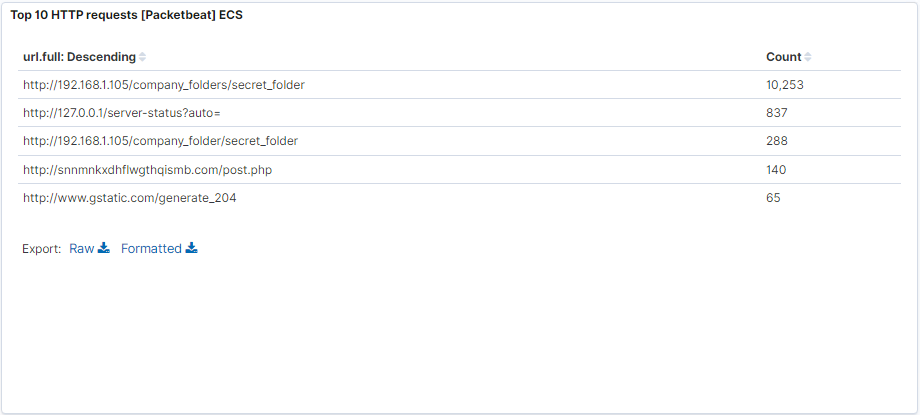 Top 10 HTTP requests [Packetbeat] ECS
url.full: Descending Count
http://192.168.1.105/company_folders/secret_folder 10,253
http://127.0.0.1/server-status?auto= 837
http://192.168.1.105/company_folder/secret_folder 288
http://snnmnkxdhflwgthqismb.com/post.php 140
http://www.gstatic.com/generate_204 65
Export: Raw Formatted